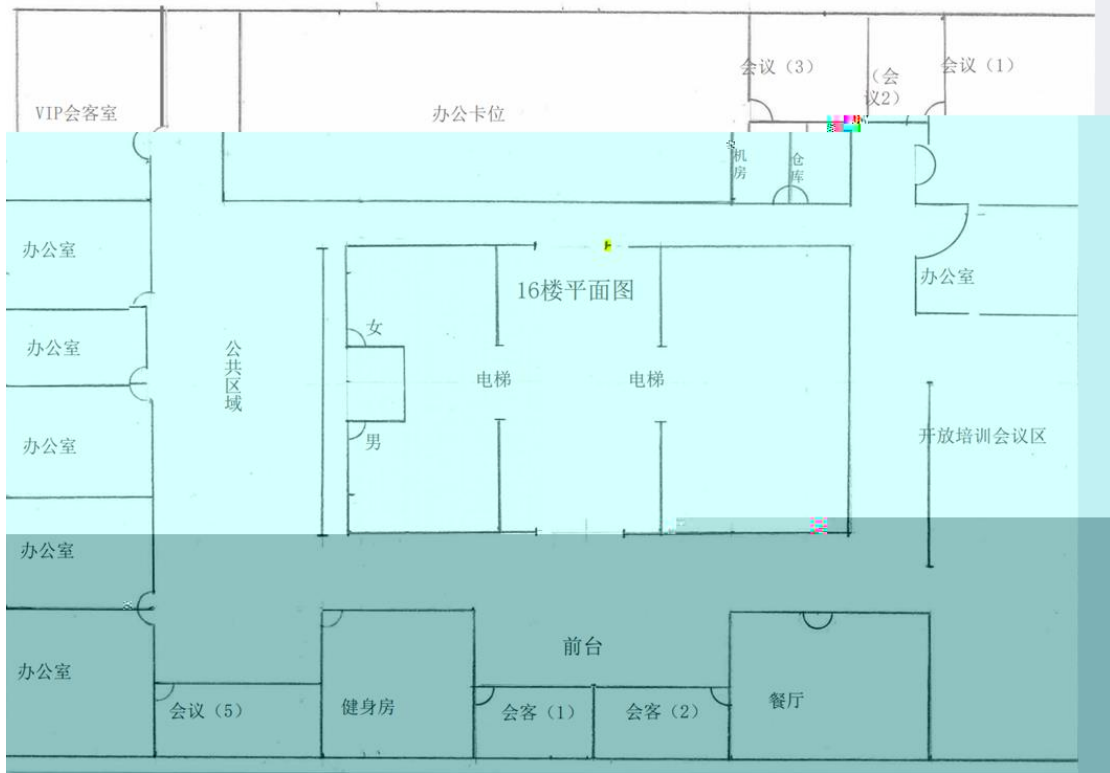 会议（3）
（会
议2）
会议（1）
VIP会客室
办公卡位
机
房
仓
库
办公室
办公室
16楼平面图
女
办公室
公
共
区
域
电梯
电梯
办公室
男
开放培训会议区
办公室
前台
办公室
会议（5）
健身房
会客（1）
会客（2）
餐厅